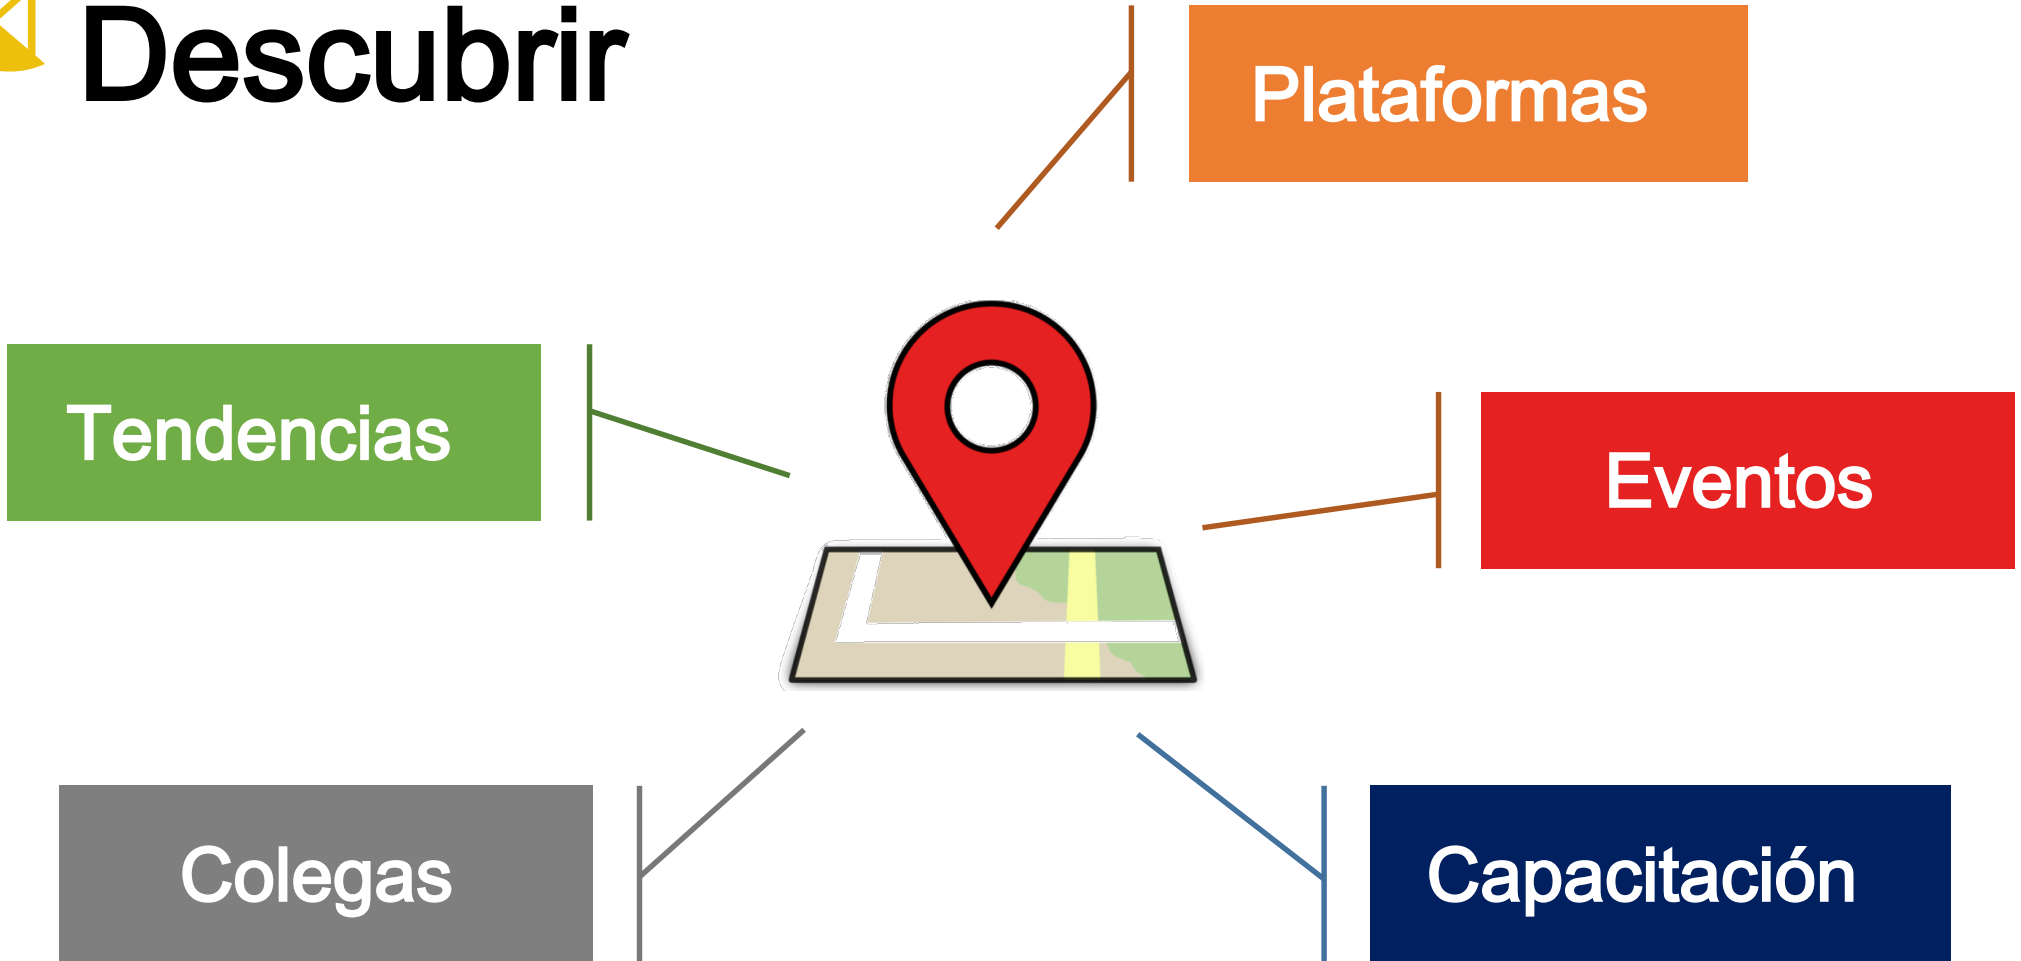 Descubrir
Plataformas
Tendencias
Eventos
Colegas
Capacitación